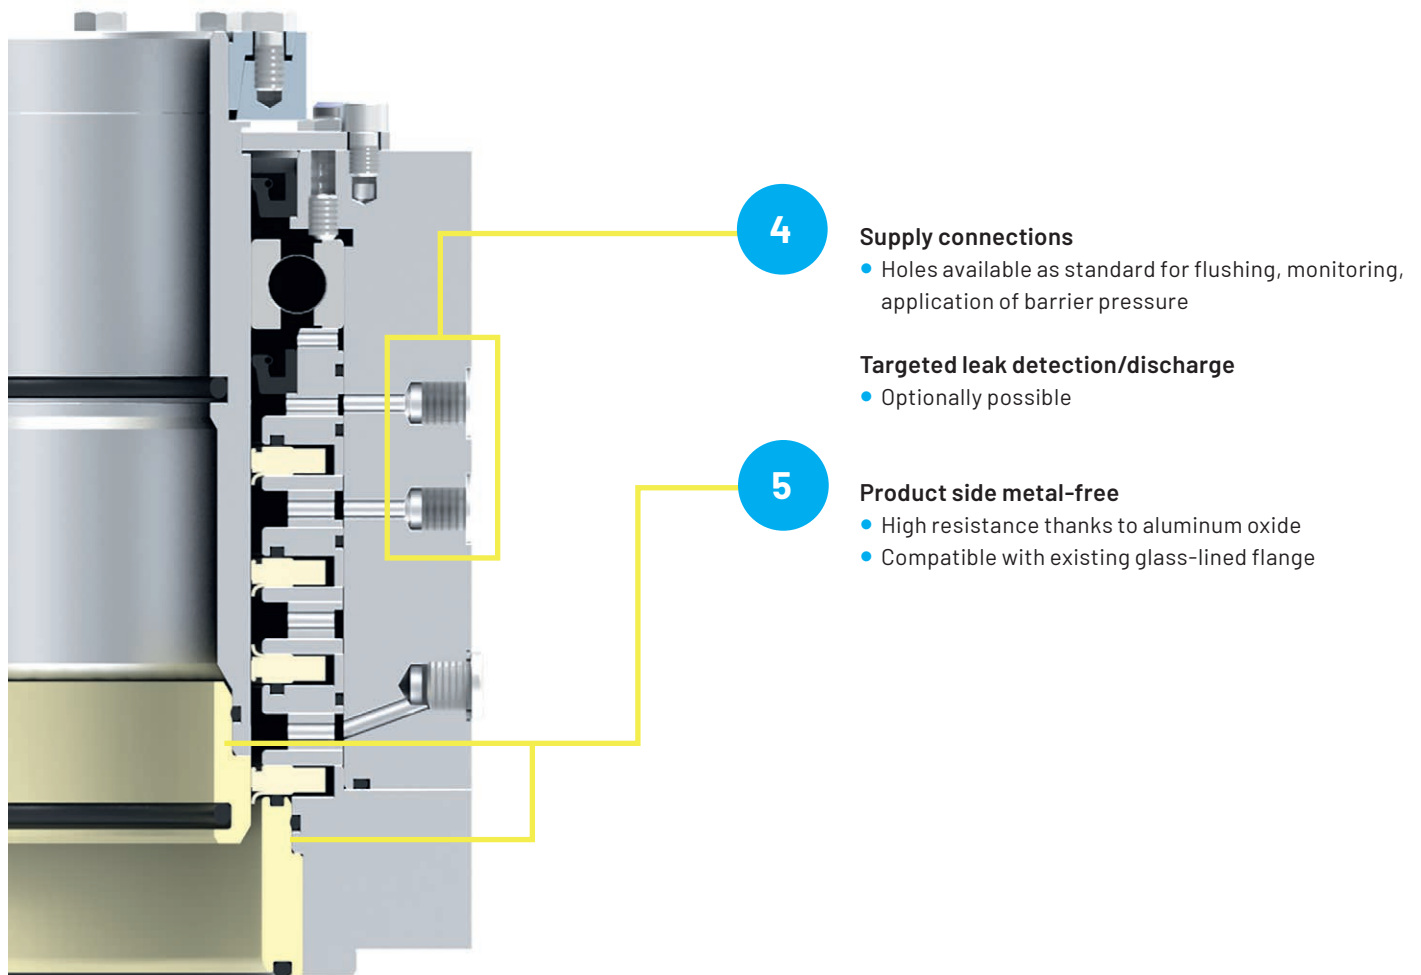 4
Supply connections
• Holes available as standard for flushing, monitoring,
application of barrier pressure
Targeted leak detection/discharge
• Optionally possible
5
Product side metal-free
• High resistance thanks to aluminum oxide
• Compatible with existing glass-lined flange